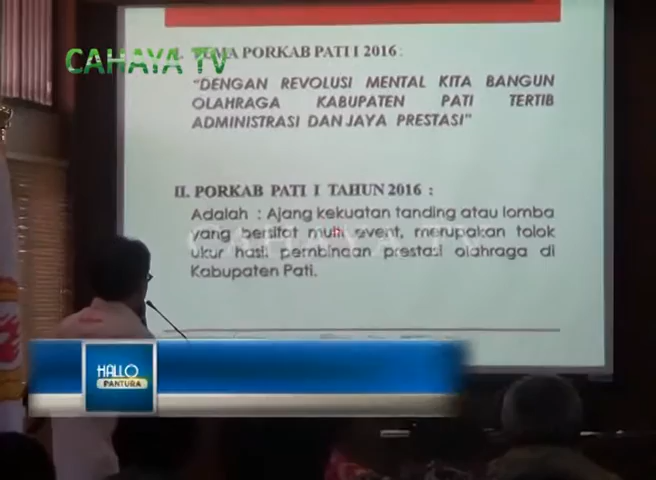 CAHAYA TV
TEMA PORKAB PATI I 2016 :
"DENGAN REVOLUSI MENTAL KITA BANGUN
OLAHRAGA KABUPATEN PATI TERTIB
ADMINISTRASI DAN JAYA PRESTASI"
II. PORKAB PATI I TAHUN 2016 :
Adalah : Ajang kekuatan tanding atau lomba
yang bersifat multi event, merupakan tolok
ukur hasil pembinaan prestasi olahraga di
Kabupaten Pati.
CAHAYA TV
HALLO
PANTURA